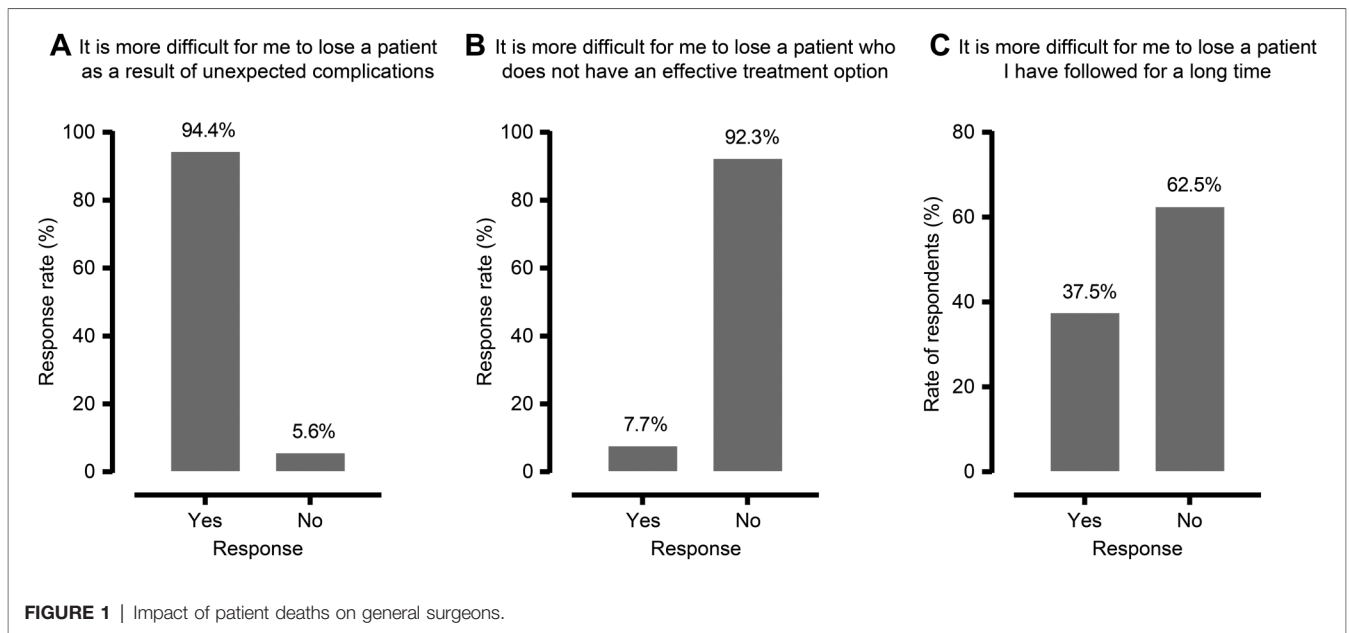 A It is more difficult for me to lose a patient
as a result of unexpected complications
100
80
60
40
20
0
Response rate (%)
94.4%
5.6%
Yes No
Response
B It is more difficult for me to lose a patient who
does not have an effective treatment option
100
80
60
40
20
0
Response rate (%)
7.7%
92.3%
Yes No
Response
C It is more difficult for me to lose a patient
I have followed for a long time
80
60
40
20
0
Rate of respondents (%)
37.5%
62.5%
Yes No
Response
FIGURE 1 | Impact of patient deaths on general surgeons.